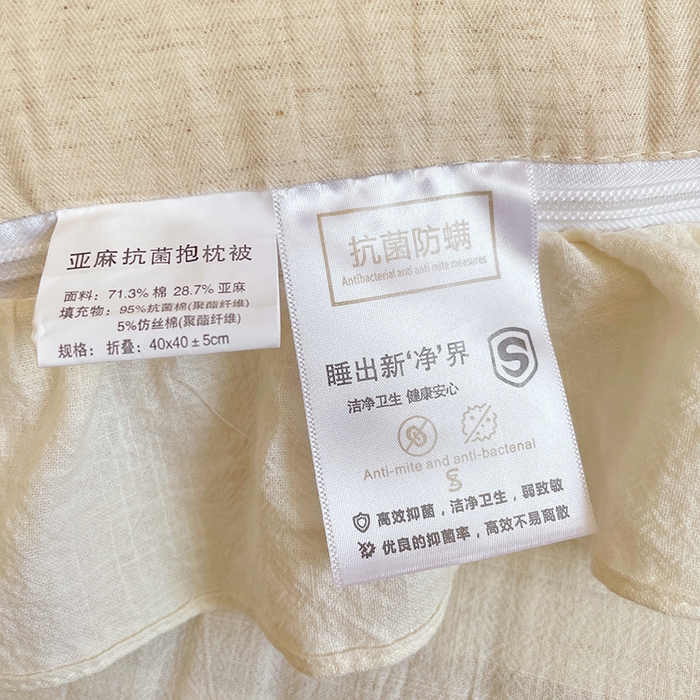 亚麻抗菌抱枕被
面料：71.3% 棉 28.7% 亚麻
填充物：95%抗菌棉(聚酯纤维)
5%仿丝棉(聚酯纤维)
规格：折叠：40x40±5cm
抗菌防螨
Antibacterial and anti mite measures
睡出新‘净’界
S
洁净卫生 健康安心
Anti-mite and anti-bactenal
S
高效抑菌，洁净卫生，弱致敏
优良的抑菌率，高效不易离散